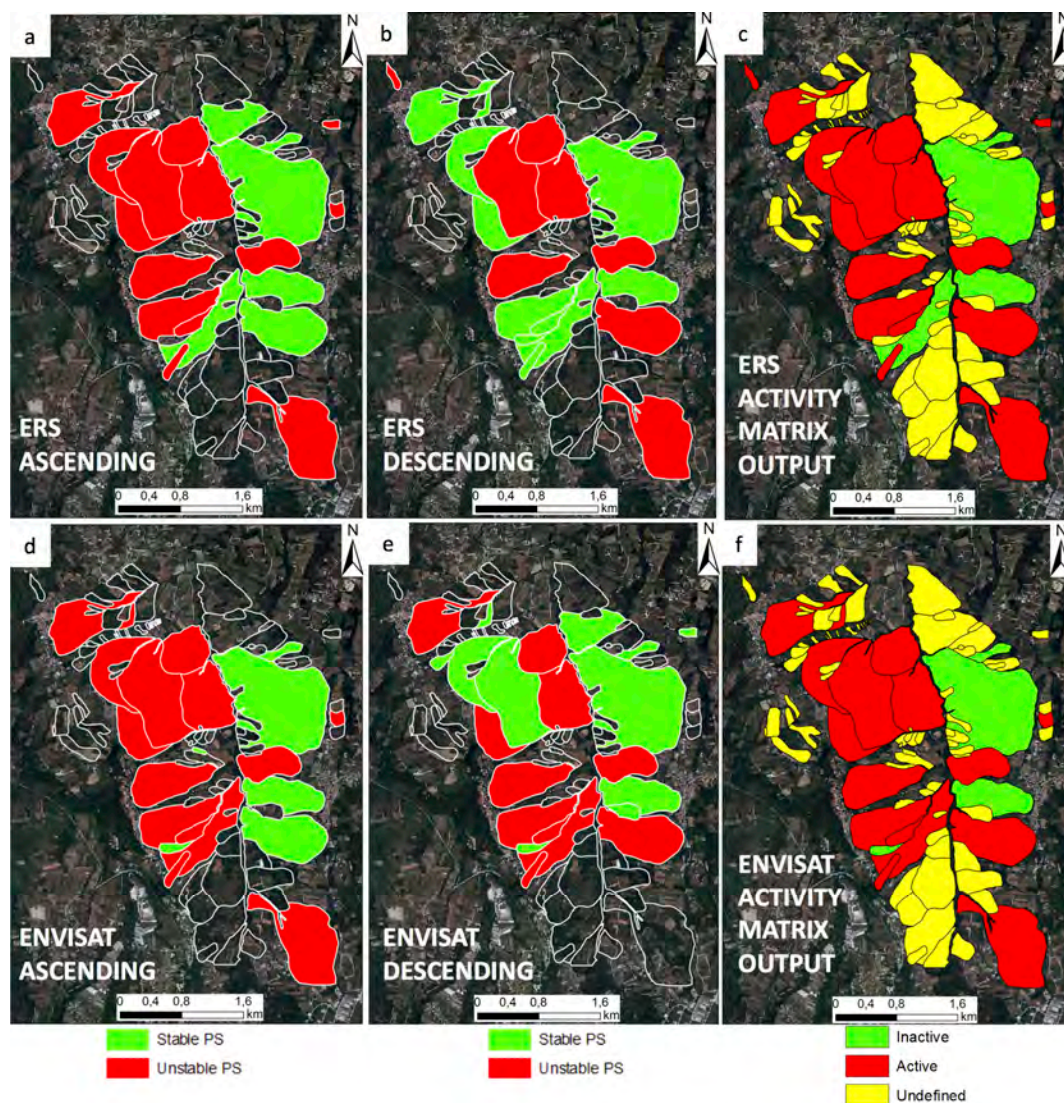 a
N
ERS
ASCENDING
0 0,4 0,8 1,6
km
b
N
ERS
DESCENDING
0 0,4 0,8 1,6
km
c
N
ERS
ACTIVITY
MATRIX
OUTPUT
0 0,4 0,8 1,6
km
d
N
ENVISAT
ASCENDING
0 0,4 0,8 1,6
km
e
N
ENVISAT
DESCENDING
0 0,4 0,8 1,6
km
f
N
ENVISAT
ACTIVITY
MATRIX
OUTPUT
0 0,4 0,8 1,6
km
Stable PS
Unstable PS
Stable PS
Unstable PS
Inactive
Active
Undefined